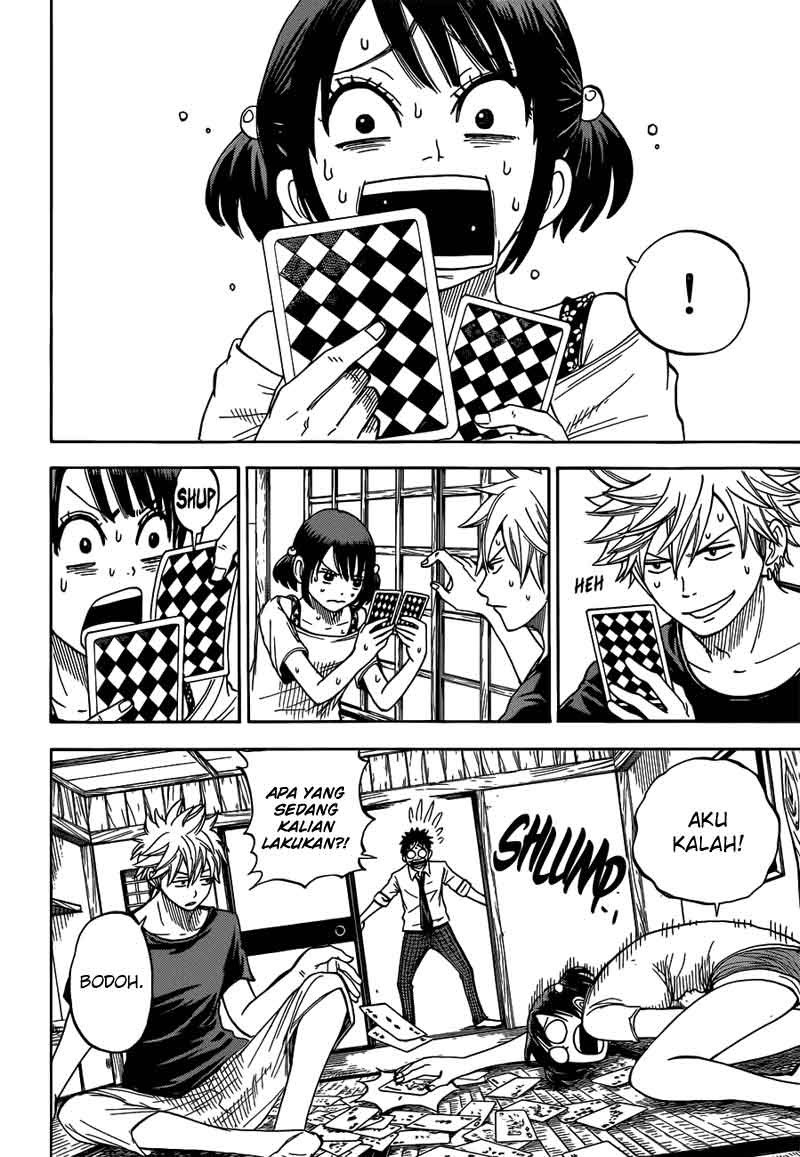 !
HEH
SHUP
AKU
KALAH!
SHLUMP
APA YANG
SEDANG
KALIAN
LAKUKAN?!
BODOH.